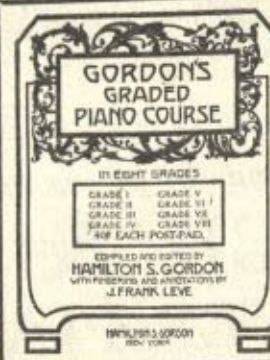 GORDON'S
GRADED
PIANO COURSE
IN EIGHT GRADES
GRADE I GRADE V
GRADE II GRADE VI
GRADE III GRADE VII
GRADE IV GRADE VIII
40¢ EACH POST-PAID.
COMPILED AND EDITED BY
HAMILTON S. GORDON
WITH FINGERING AND ANNOTATIONS BY
J. FRANK LEVE
HAMILTON S. GORDON
NEW YORK